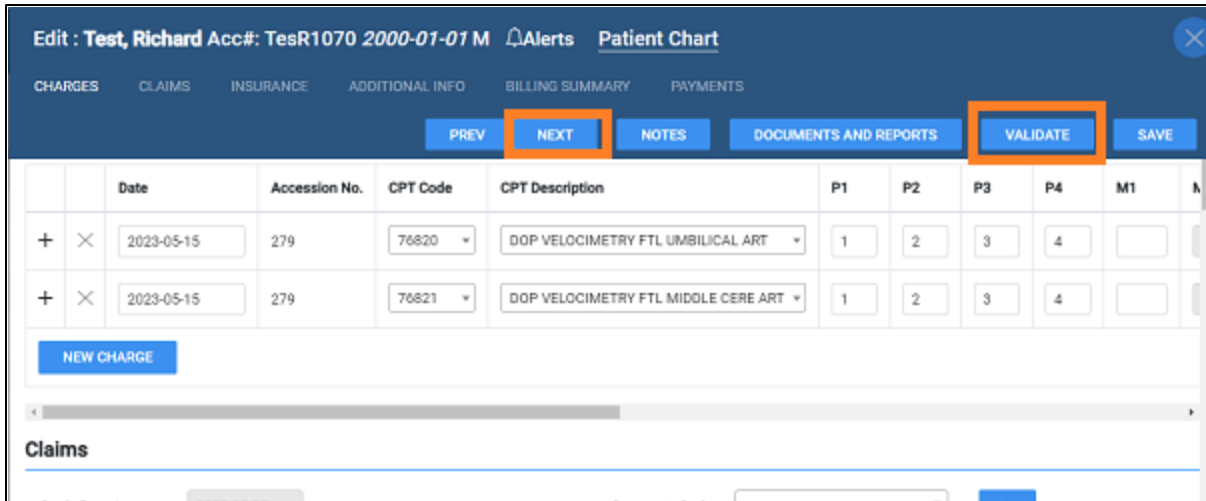 Edit : Test, Richard Acc#: TesR1070 2000-01-01 M Alerts Patient Chart
CHARGES CLAIMS INSURANCE ADDITIONAL INFO BILLING SUMMARY PAYMENTS
PREV NEXT NOTES DOCUMENTS AND REPORTS VALIDATE SAVE
Date Accession No. CPT Code CPT Description P1 P2 P3 P4 M1
2023-05-15 279 76820 DOP VELOCIMETRY FTL UMBILICAL ART 1 2 3 4
2023-05-15 279 76821 DOP VELOCIMETRY FTL MIDDLE CERE ART 1 2 3 4
NEW CHARGE
Claims